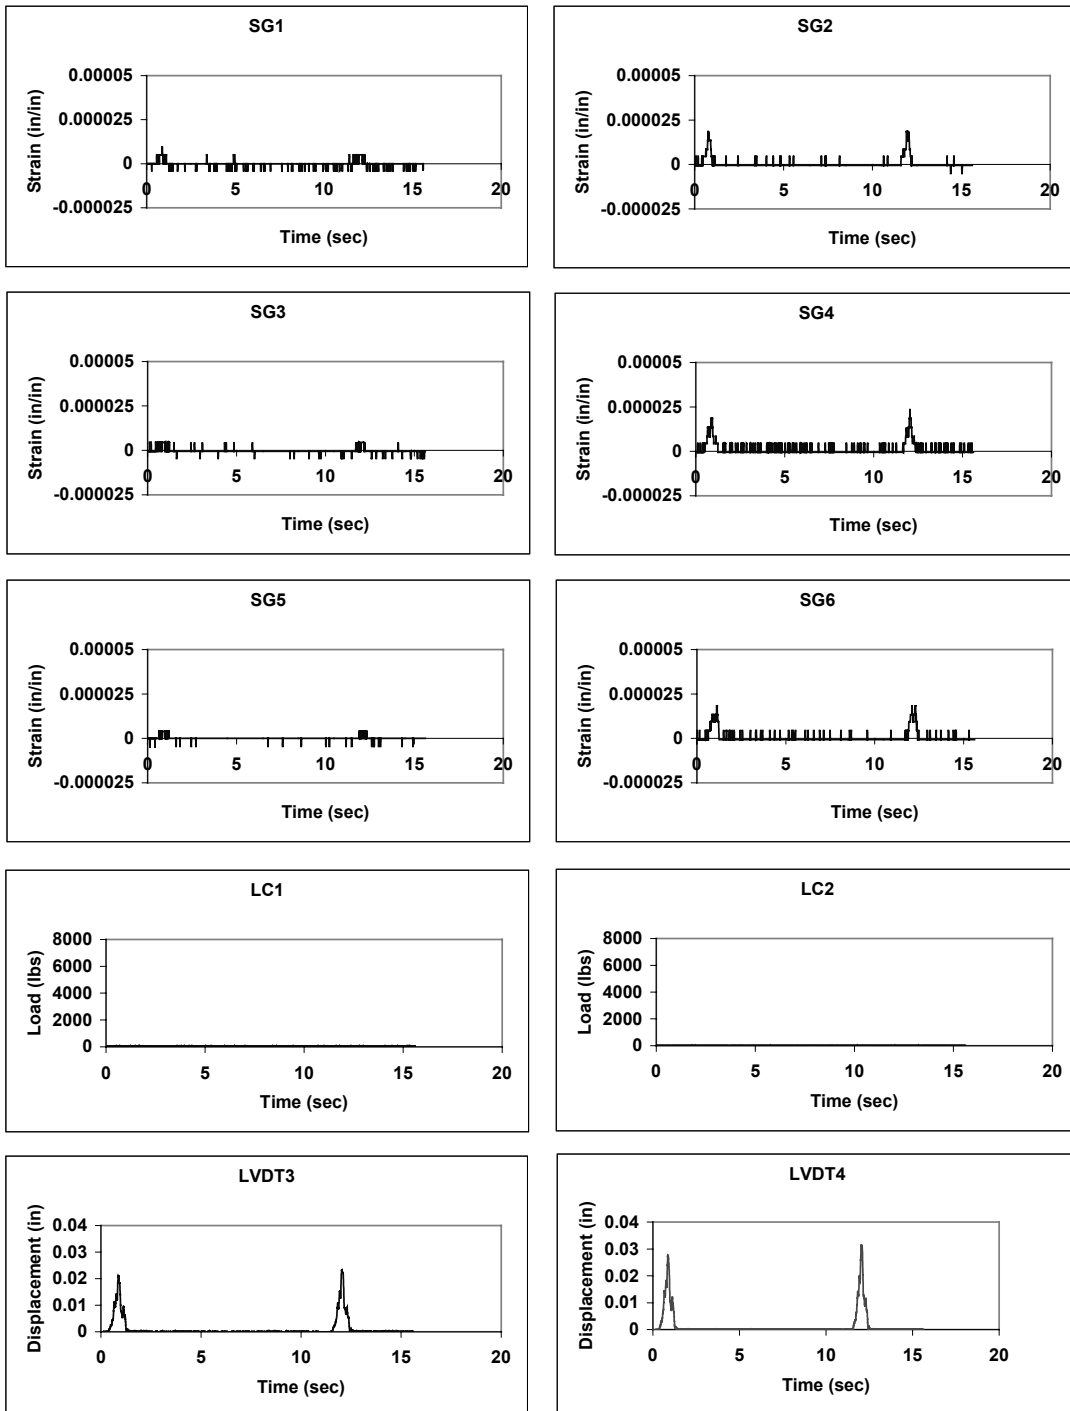 SG1
Strain (in/in)
0.00005
0.000025
0
-0.000025
0 5 10 15 20
Time (sec)
SG2
Strain (in/in)
0.00005
0.000025
0
-0.000025
0 5 10 15 20
Time (sec)
SG3
Strain (in/in)
0.00005
0.000025
0
-0.000025
0 5 10 15 20
Time (sec)
SG4
Strain (in/in)
0.00005
0.000025
0
-0.000025
0 5 10 15 20
Time (sec)
SG5
Strain (in/in)
0.00005
0.000025
0
-0.000025
0 5 10 15 20
Time (sec)
SG6
Strain (in/in)
0.00005
0.000025
0
-0.000025
0 5 10 15 20
Time (sec)
LC1
Load (lbs)
8000
6000
4000
2000
0
0 5 10 15 20
Time (sec)
LC2
Load (lbs)
8000
6000
4000
2000
0
0 5 10 15 20
Time (sec)
LVDT3
Displacement (in)
0.04
0.03
0.02
0.01
0
0 5 10 15 20
Time (sec)
LVDT4
Displacement (in)
0.04
0.03
0.02
0.01
0
0 5 10 15 20
Time (sec)